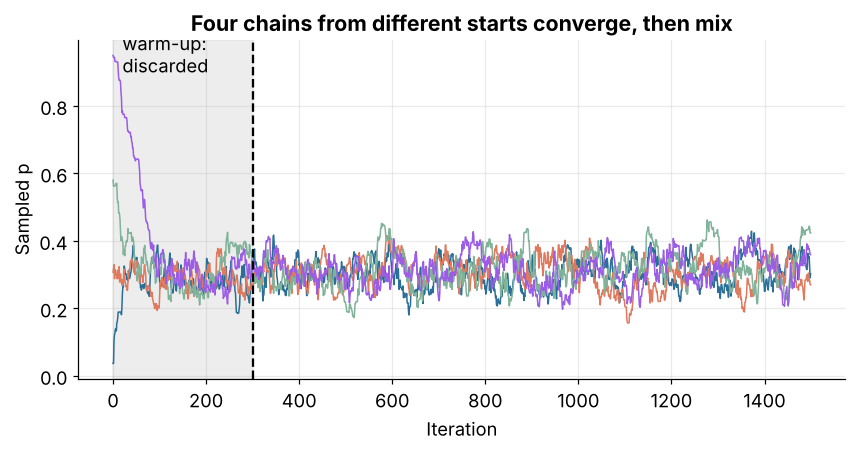 Four chains from different starts converge, then mix
warm-up:
discarded
Sampled p
0.8
0.6
0.4
0.2
0.0
0 200 400 600 800 1000 1200 1400
Iteration